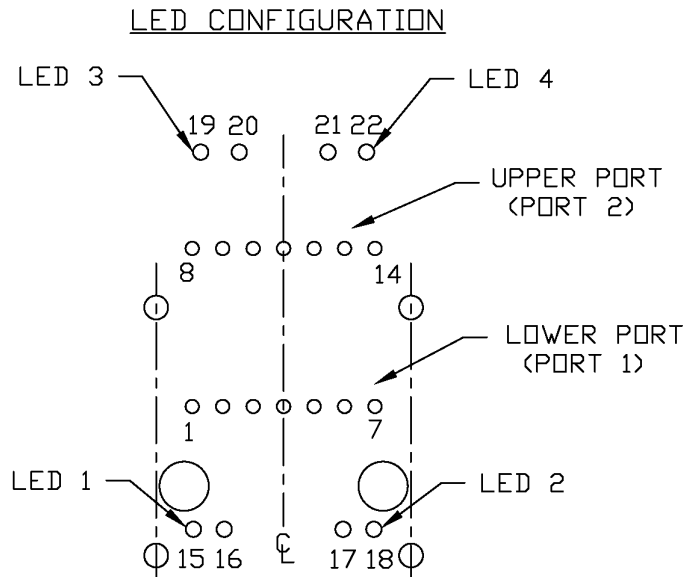 LED CONFIGURATION
LED 3
LED 4
19 20 21 22
UPPER PORT
(PORT 2)
8 14
LOWER PORT
(PORT 1)
1 7
LED 1
LED 2
15 16 17 18
℄